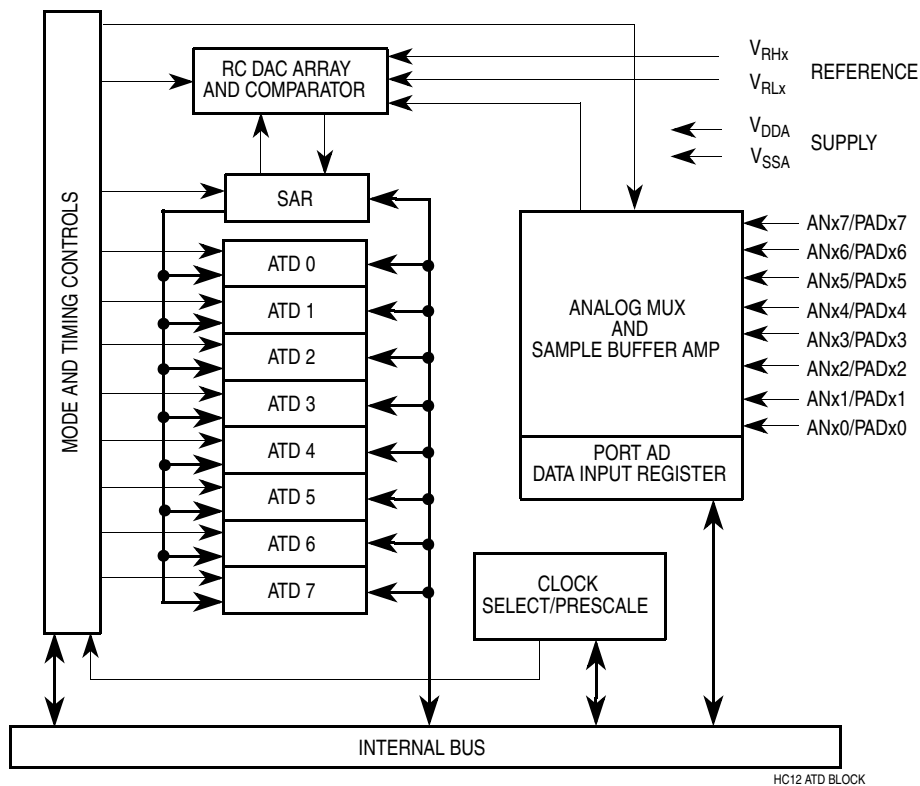 MODE AND TIMING CONTROLS
RC DAC ARRAY
AND COMPARATOR
VRHx
VRLx
REFERENCE
VDDA
VSSA
SUPPLY
SAR
ATD 0
ATD 1
ATD 2
ATD 3
ATD 4
ATD 5
ATD 6
ATD 7
ANALOG MUX
AND
SAMPLE BUFFER AMP
PORT AD
DATA INPUT REGISTER
ANx7/PADx7
ANx6/PADx6
ANx5/PADx5
ANx4/PADx4
ANx3/PADx3
ANx2/PADx2
ANx1/PADx1
ANx0/PADx0
CLOCK
SELECT/PRESCALE
INTERNAL BUS
HC12 ATD BLOCK